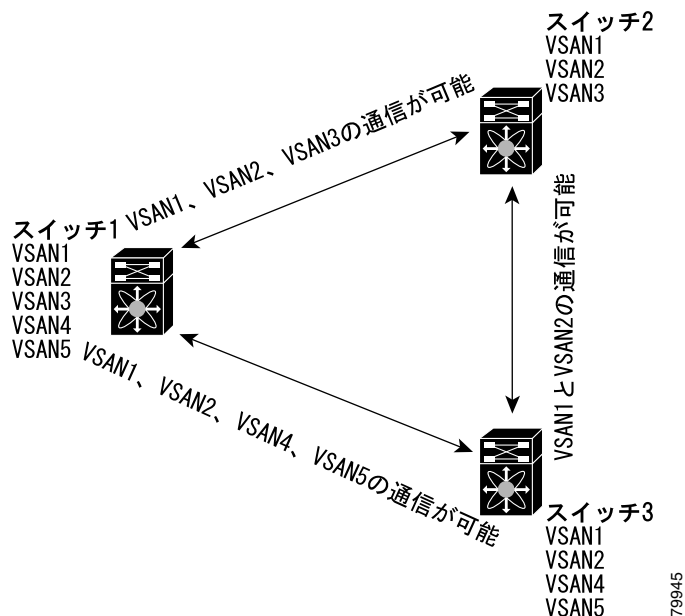 スイッチ2
VSAN1
VSAN2
VSAN3
VSAN1、VSAN2、VSAN3の通信が可能
スイッチ1
VSAN1
VSAN2
VSAN3
VSAN4
VSAN5
VSAN1とVSAN2の通信が可能
VSAN1、VSAN2、VSAN4、VSAN5の通信が可能
スイッチ3
VSAN1
VSAN2
VSAN4
VSAN5
79945